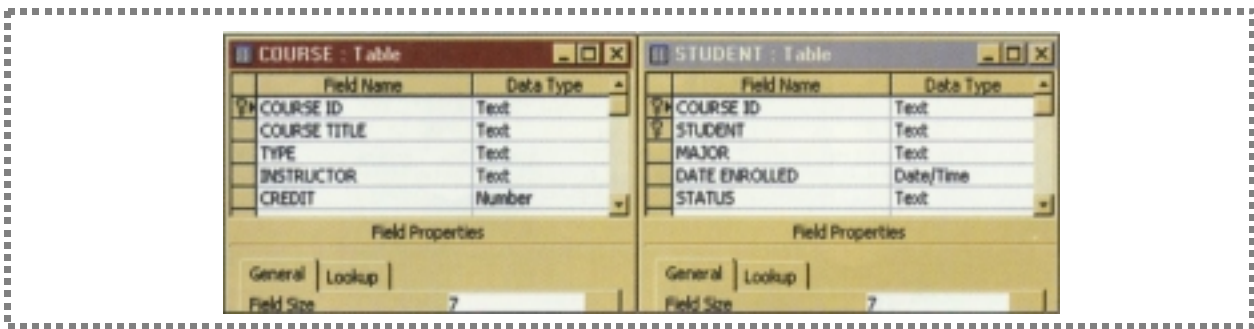 COURSE : Table
Field Name Data Type
COURSE ID Text
COURSE TITLE Text
TYPE Text
INSTRUCTOR Text
CREDIT Number
Field Properties
General Lookup
Field Size 7
STUDENT : Table
Field Name Data Type
COURSE ID Text
STUDENT Text
MAJOR Text
DATE ENROLLED Date/Time
STATUS Text
Field Properties
General Lookup
Field Size 7